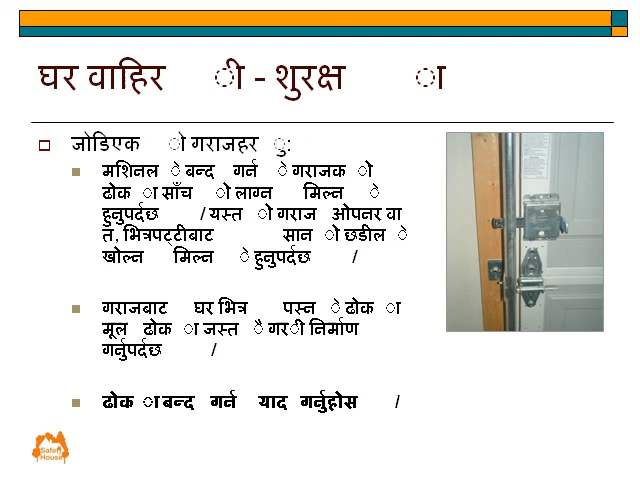 घर वाहिरी - शुरक्षा
जोडिएको गराजहरु:
मशिनले बन्द गर्ने गराजको
ढोका साँचो लाग्न मिल्ने
हुनुपर्दछ / यस्तो गराज ओपनर वा
त, भित्रपट्टीबाट सानो छडीले
खोल्न मिल्ने हुनुपर्दछ /
गराजबाट घर भित्र पस्ने ढोका
मूल ढोका जस्तै गरी निर्माण
गर्नुपर्दछ /
ढोका बन्द गर्न याद गर्नुहोस /
Safe
House